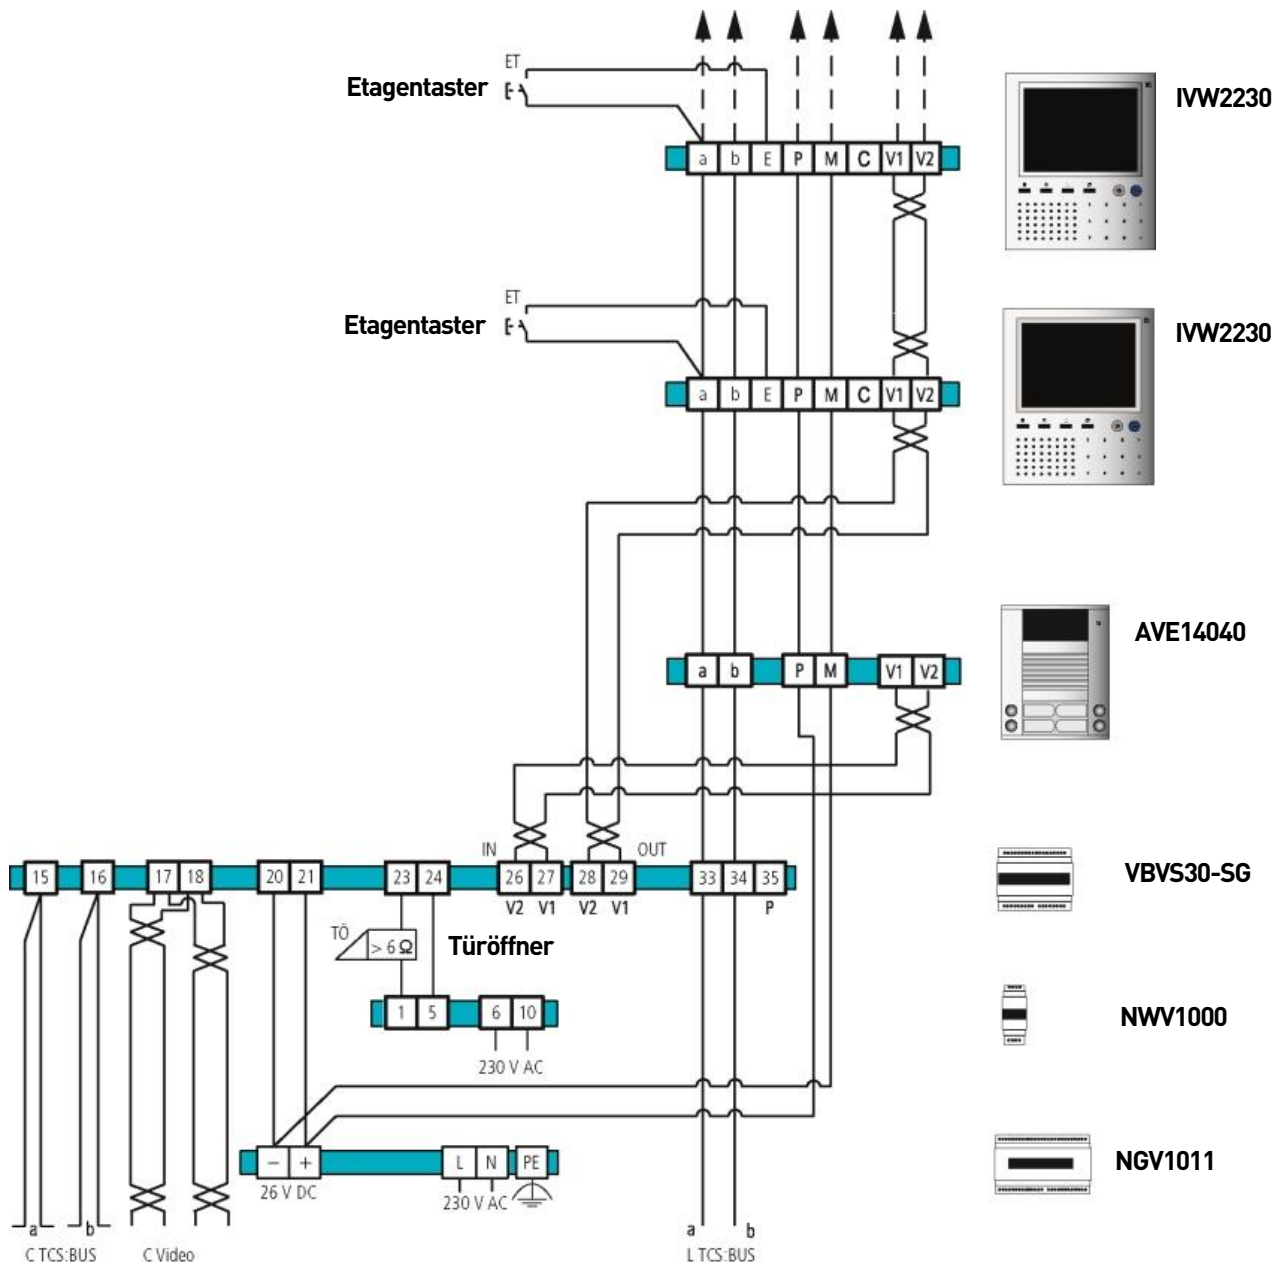 ET
Etagentaster
IVW2230
a b E P M C V1 V2
ET
Etagentaster
IVW2230
a b E P M C V1 V2
AVE14040
a b P M V1 V2
IN OUT
15 16 17 18 20 21 23 24 26 27 28 29 33 34 35
V2 V1 V2 V1 P
VBVS30-SG
TÖ
> 6 Ω
Türöffner
1 5 6 10
NWV1000
230 V AC
− + L N PE
NGV1011
26 V DC
230 V AC
a b a b
C TCS:BUS C Video L TCS:BUS